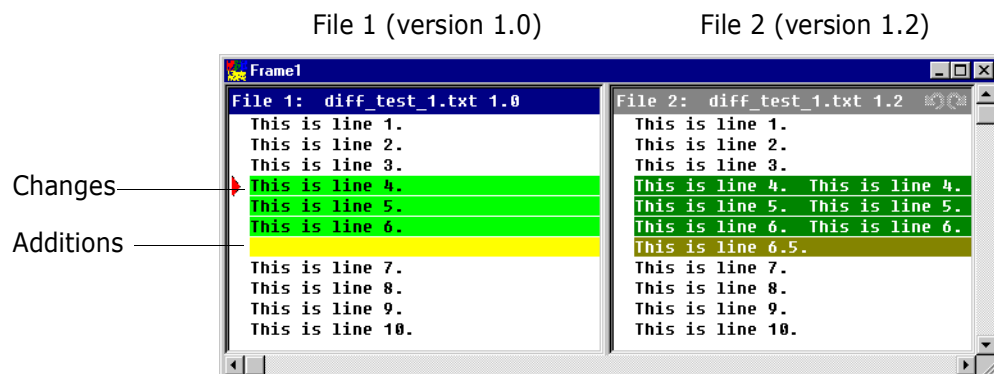 File 1 (version 1.0)
File 2 (version 1.2)
Frame1
File 1: diff_test_1.txt 1.0
This is line 1.
This is line 2.
This is line 3.
This is line 4.
This is line 5.
This is line 6.
This is line 7.
This is line 8.
This is line 9.
This is line 10.
File 2: diff_test_1.txt 1.2
This is line 1.
This is line 2.
This is line 3.
This is line 4. This is line 4.
This is line 5. This is line 5.
This is line 6. This is line 6.
This is line 6.5.
This is line 7.
This is line 8.
This is line 9.
This is line 10.
Changes
Additions